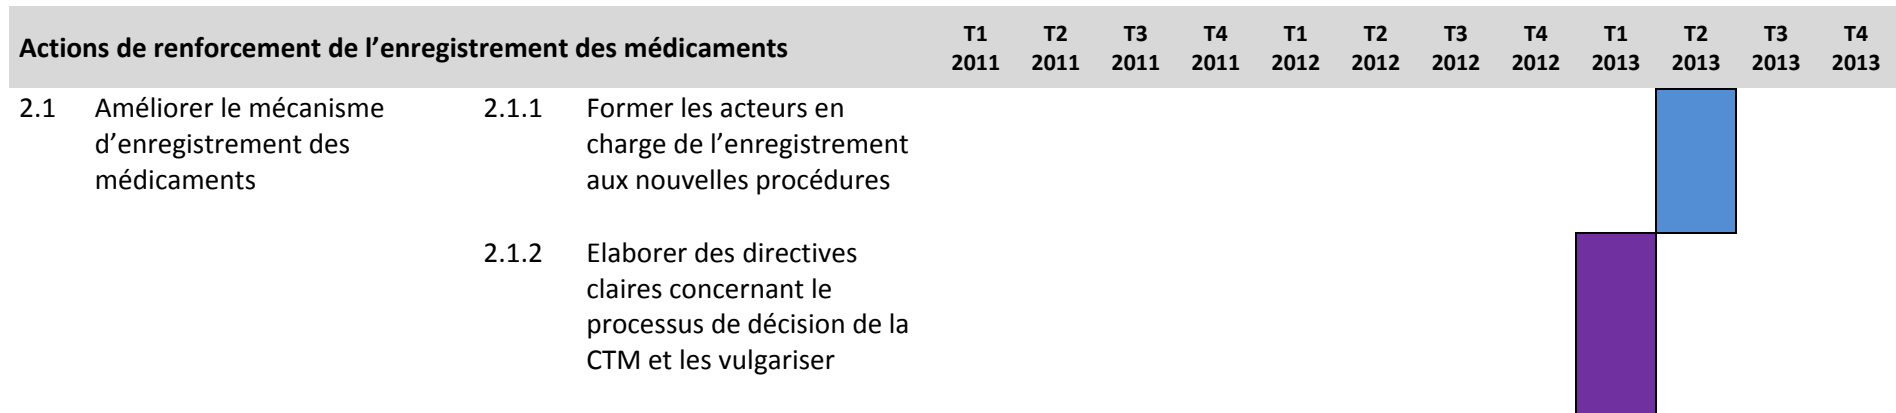 Actions de renforcement de l’enregistrement des médicaments T1 2011 T2 2011 T3 2011 T4 2011 T1 2012 T2 2012 T3 2012 T4 2012 T1 2013 T2 2013 T3 2013 T4 2013
2.1 Améliorer le mécanisme
d’enregistrement des
médicaments
2.1.1 Former les acteurs en
charge de l’enregistrement
aux nouvelles procédures
2.1.2 Elaborer des directives
claires concernant le
processus de décision de la
CTM et les vulgariser